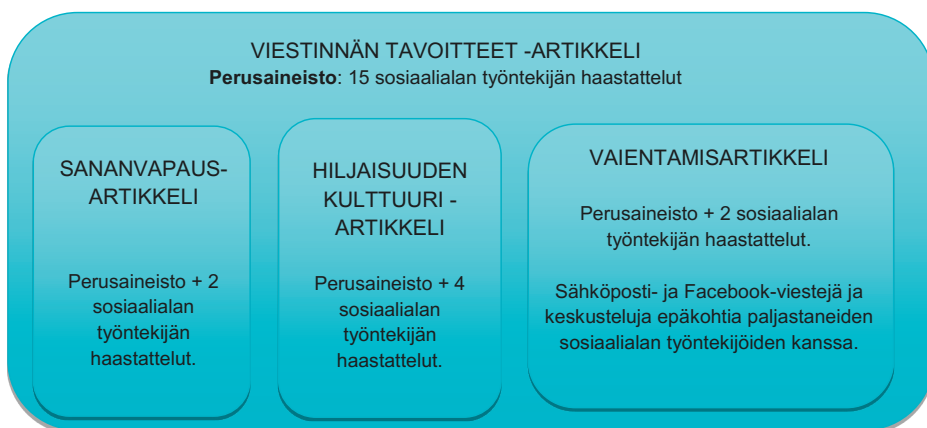 VIESTINNÄN TAVOITTEET -ARTIKKELI
Perusaineisto: 15 sosiaalialan työntekijän haastattelut
SANANVAPAUS-
ARTIKKELI
Perusaineisto + 2
sosiaalialan
työntekijän
haastattelut.
HILJAISUUDEN
KULTTUURI -
ARTIKKELI
Perusaineisto + 4
sosiaalialan
työntekijän
haastattelut.
VAIENTAMISARTIKKELI
Perusaineisto + 2 sosiaalialan
työntekijän haastattelut.
Sähköposti- ja Facebook-viestejä ja
keskusteluja epäkohtia paljastaneiden
sosiaalialan työntekijöiden kanssa.